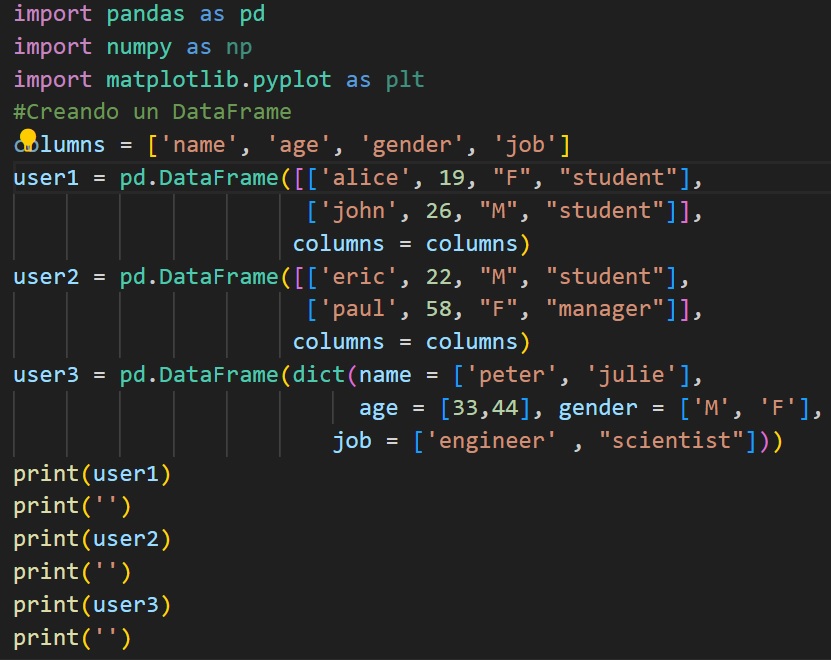 import pandas as pd
import numpy as np
import matplotlib.pyplot as plt
#Creando un DataFrame
columns = ['name', 'age', 'gender', 'job']
user1 = pd.DataFrame([['alice', 19, "F", "student"],
['john', 26, "M", "student"]],
columns = columns)
user2 = pd.DataFrame([['eric', 22, "M", "student"],
['paul', 58, "F", "manager"]],
columns = columns)
user3 = pd.DataFrame(dict(name = ['peter', 'julie'],
age = [33,44], gender = ['M', 'F'],
job = ['engineer' , "scientist"]))
print(user1)
print('')
print(user2)
print('')
print(user3)
print('')